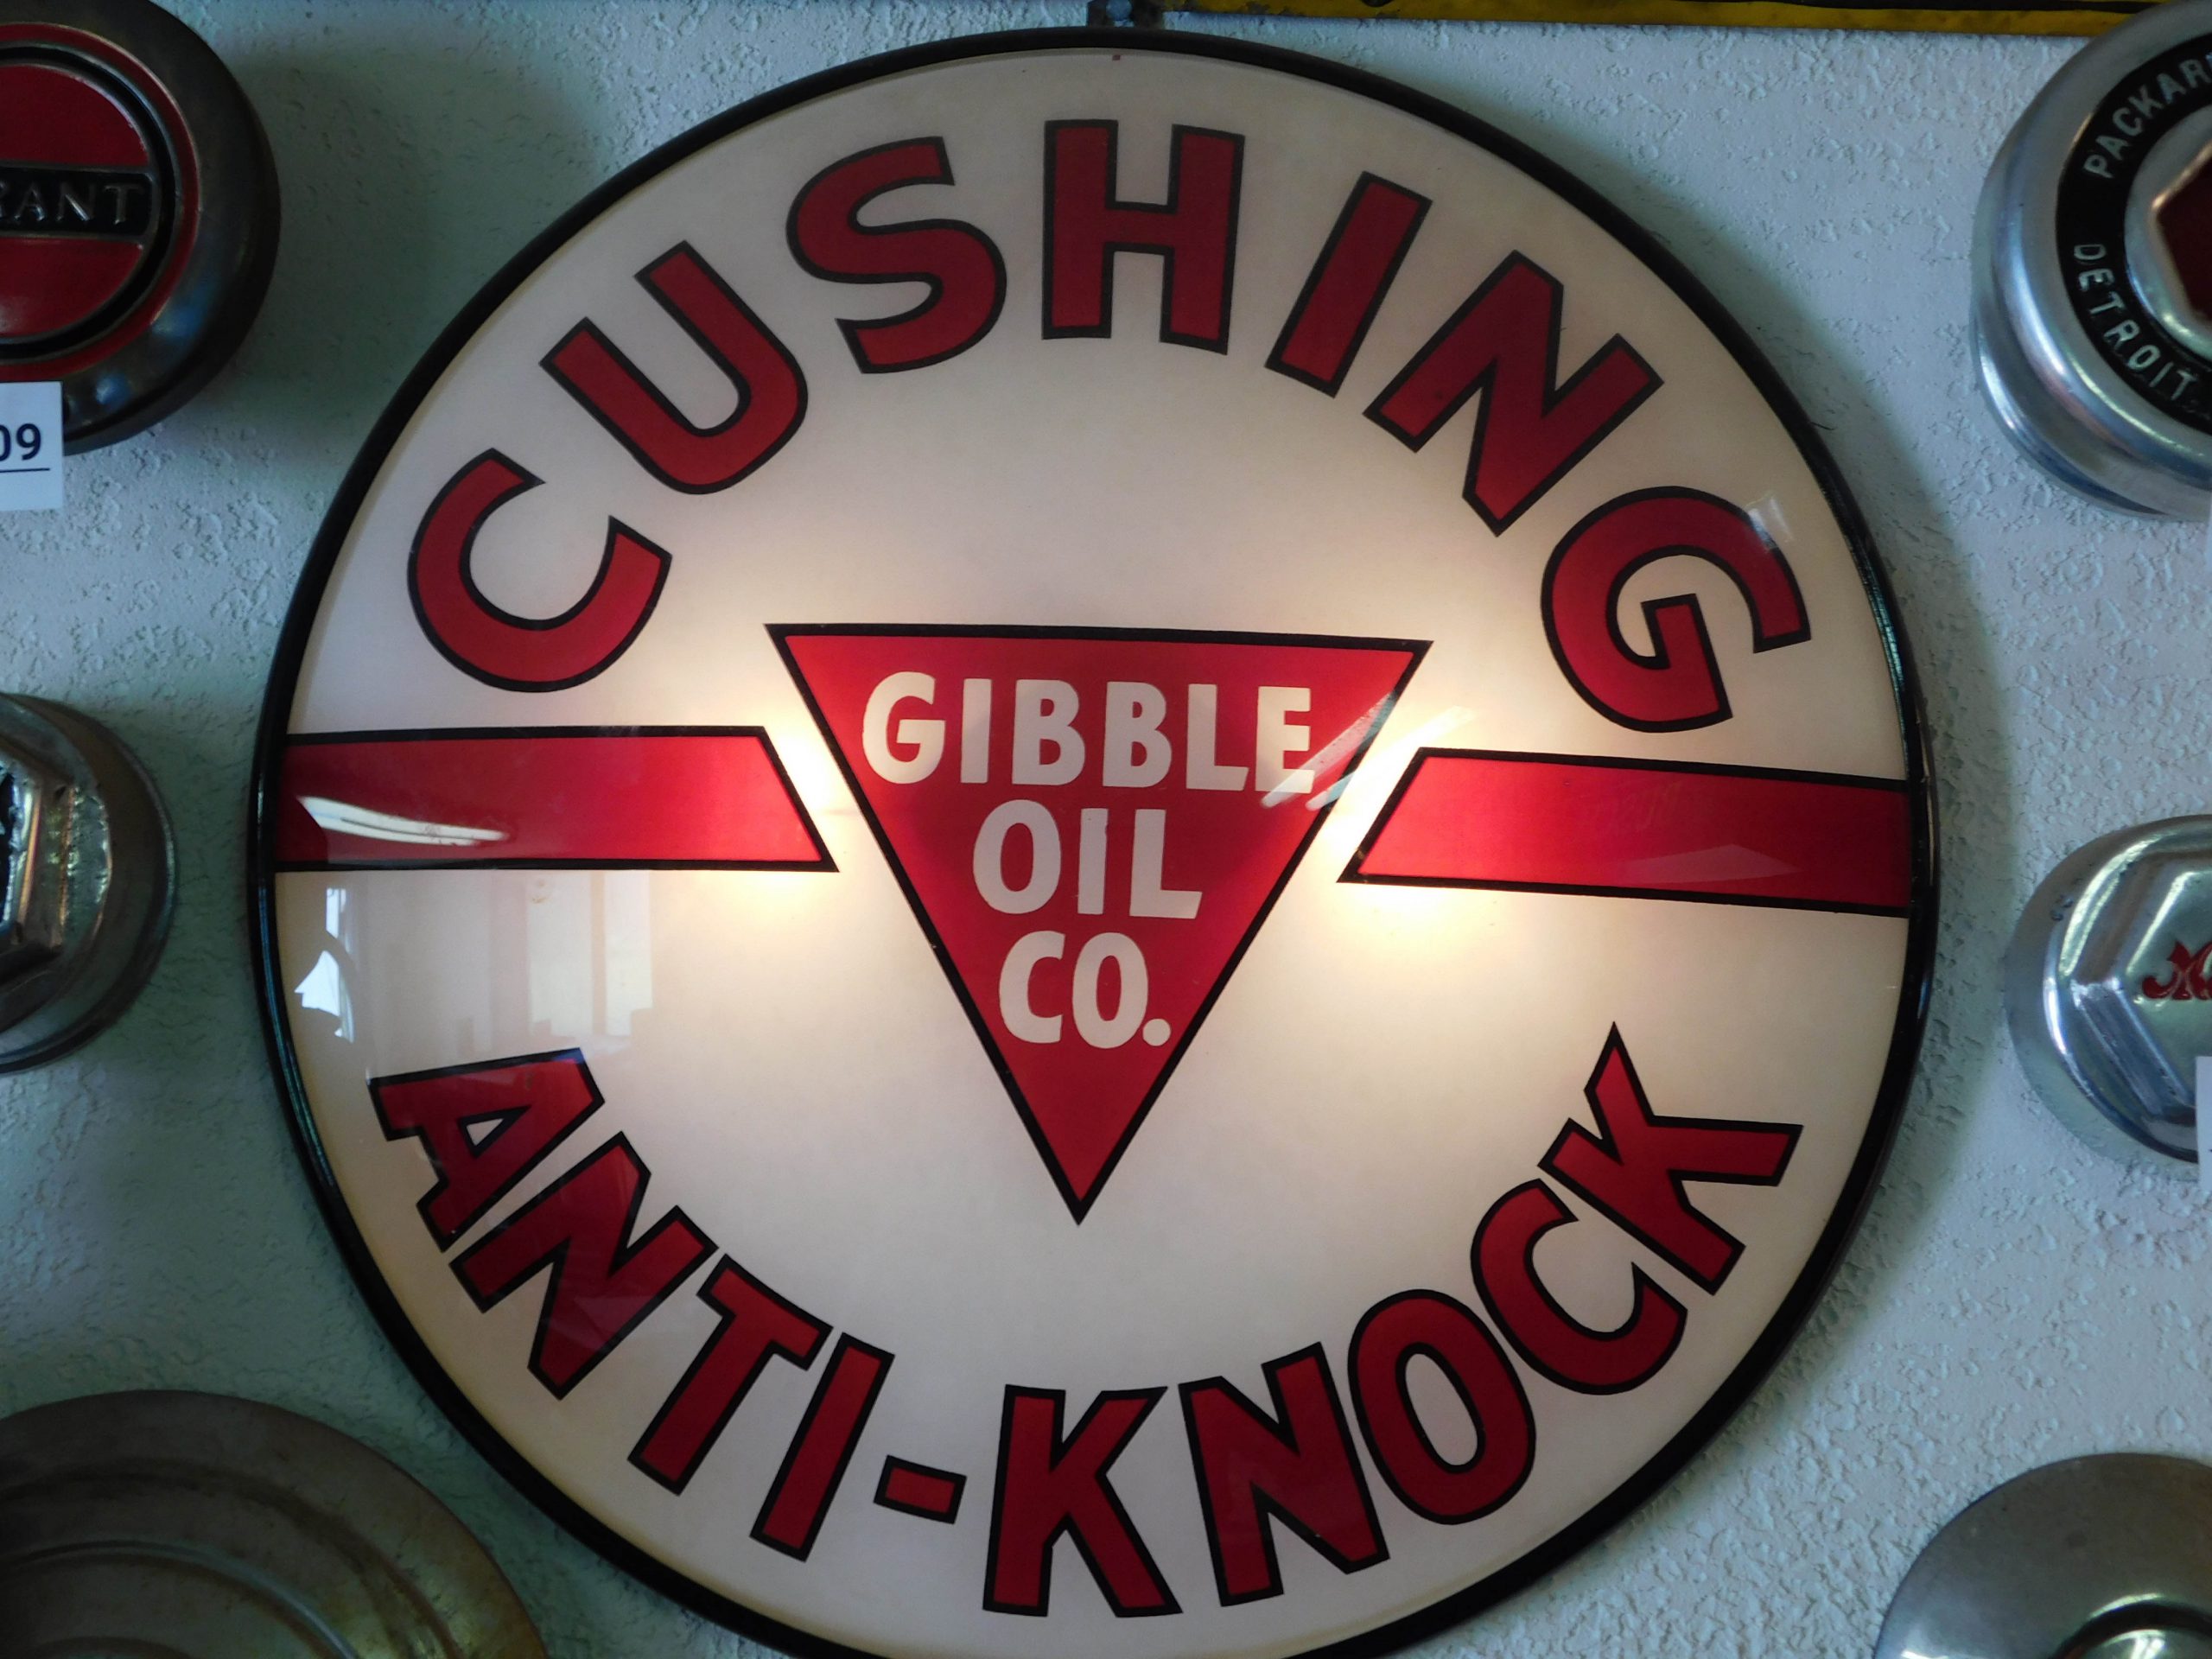 CUSHING
GIBBLE
OIL
CO.
ANTI-KNOCK
RANT
09
PACKARD
DETROIT